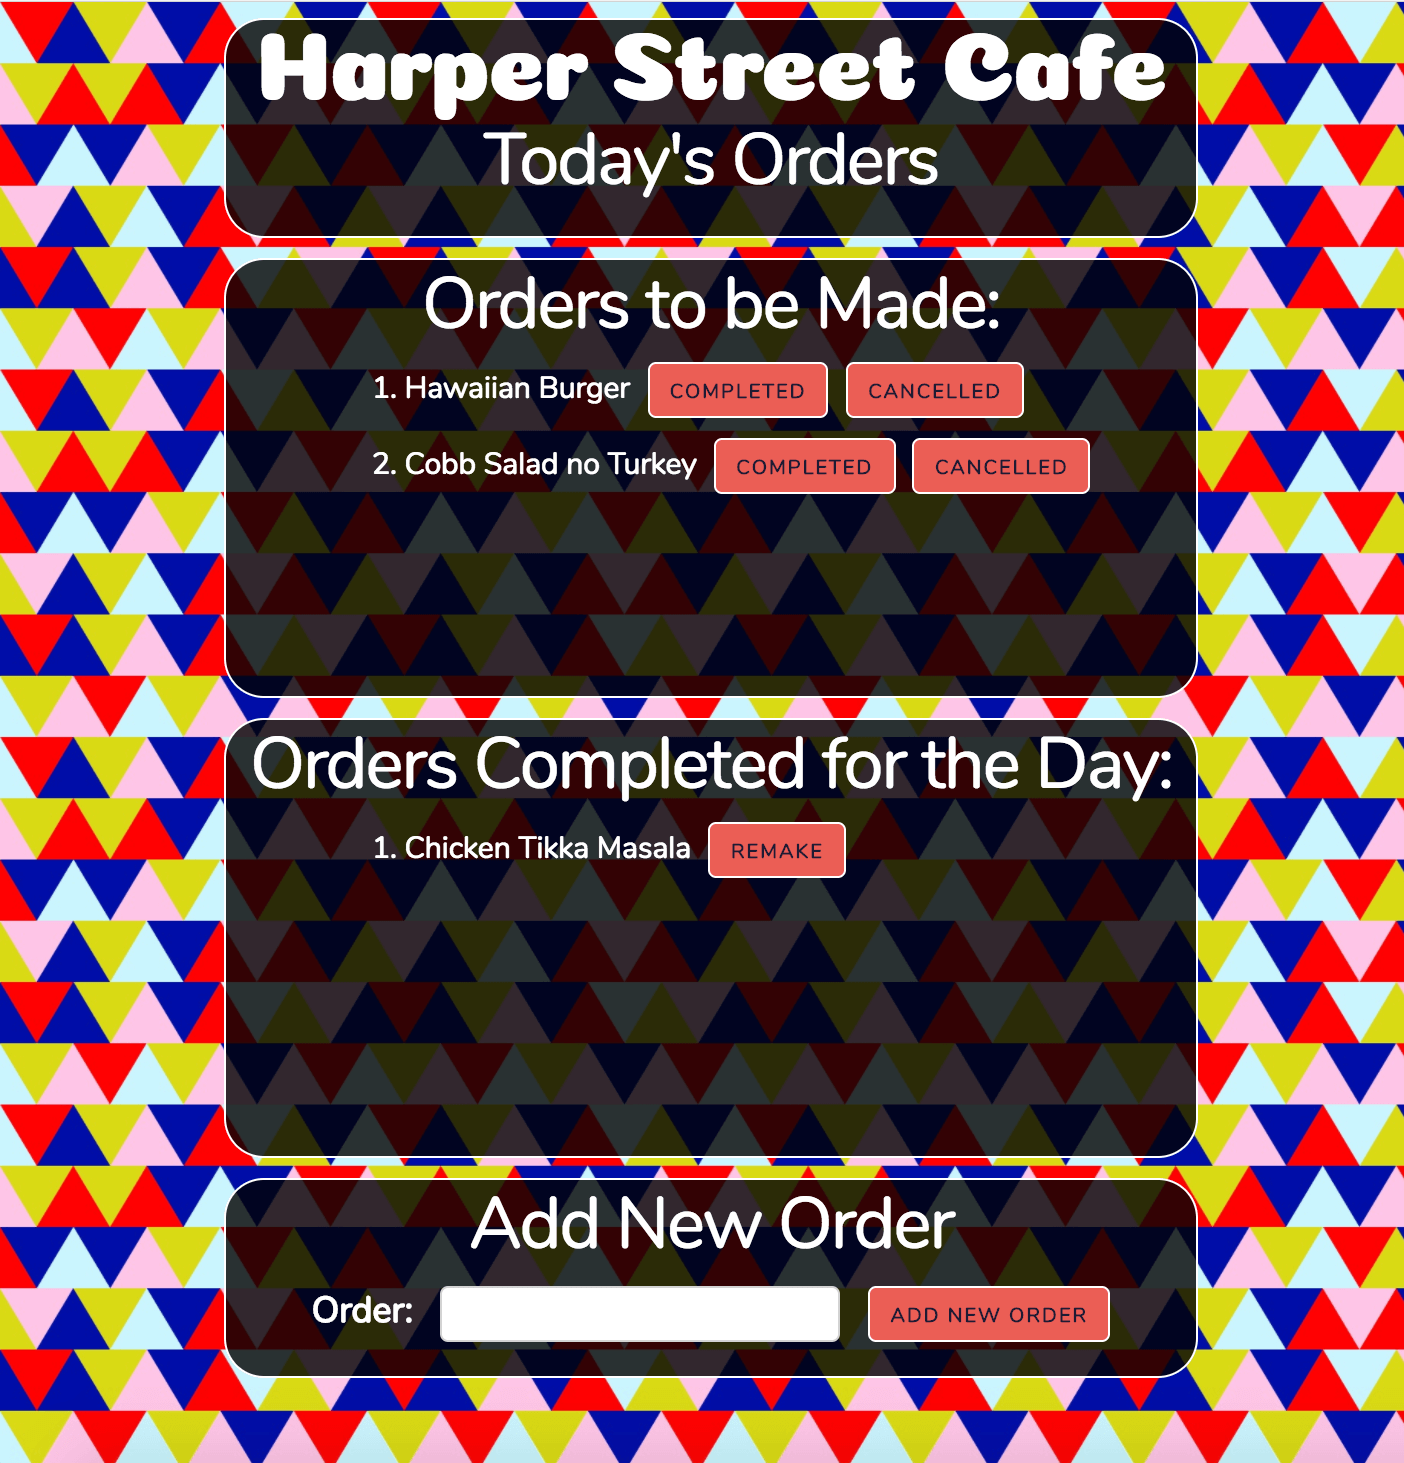 Harper Street Cafe
Today's Orders
Orders to be Made:
1. Hawaiian Burger COMPLETED CANCELLED
2. Cobb Salad no Turkey COMPLETED CANCELLED
Orders Completed for the Day:
1. Chicken Tikka Masala REMAKE
Add New Order
Order: ADD NEW ORDER